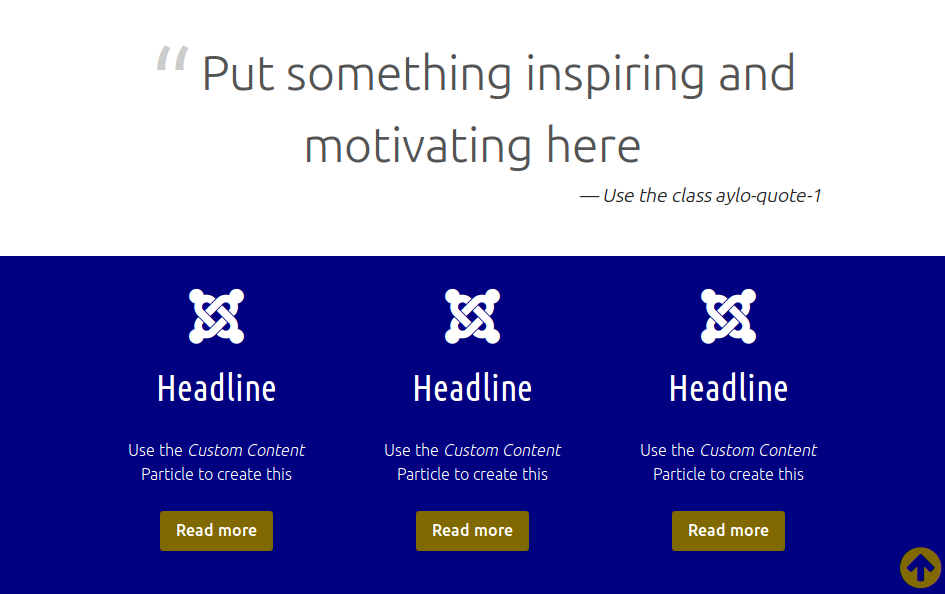 “ Put something inspiring and
motivating here
— Use the class aylo-quote-1
Headline
Use the Custom Content
Particle to create this
Read more
Headline
Use the Custom Content
Particle to create this
Read more
Headline
Use the Custom Content
Particle to create this
Read more